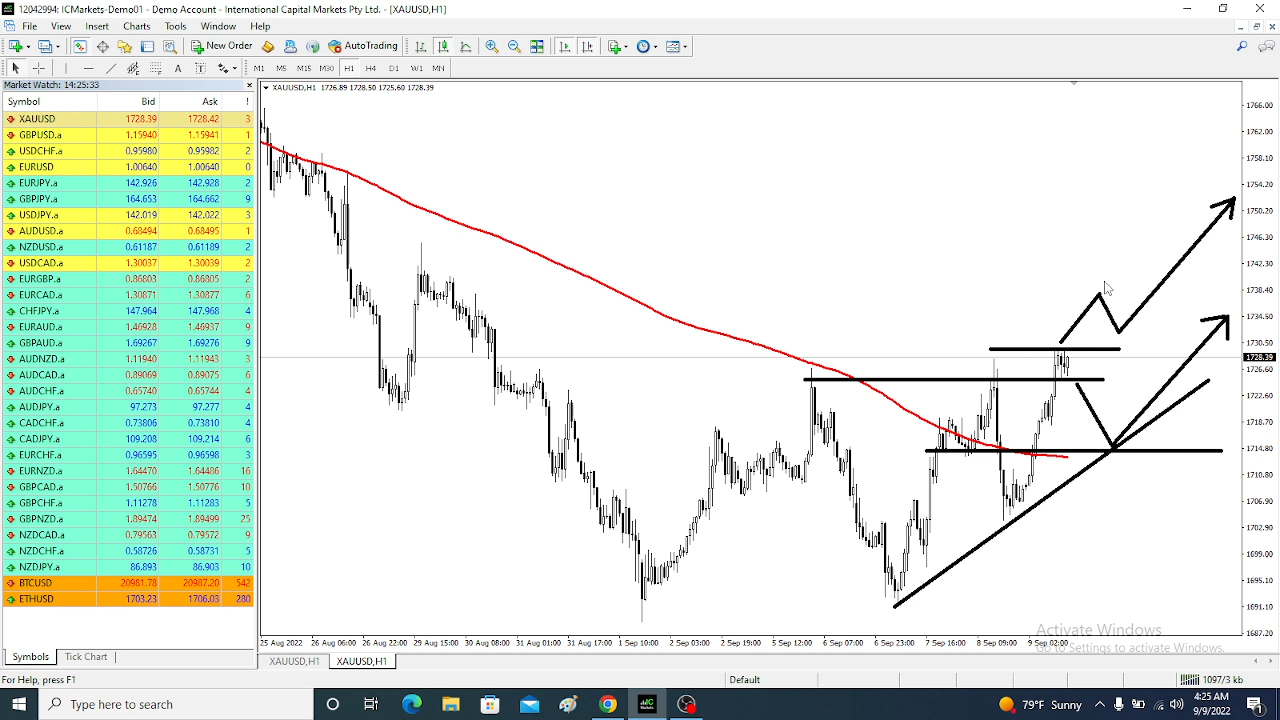 12042994: ICMarkets-Demo01 - Demo Account - International Capital Markets Pty Ltd. - [XAUUSD,H1]
File View Insert Charts Tools Window Help
New Order AutoTrading
A T M1 M5 M15 M30 H1 H4 D1 W1 MN
Market Watch: 14:25:33
Symbol Bid Ask !
XAUUSD 1728.39 1728.42 3
GBPUSD.a 1.15940 1.15941 1
USDCHF.a 0.95980 0.95982 2
EURUSD 1.00640 1.00640 0
EURJPY.a 142.926 142.928 2
GBPJPY.a 164.653 164.662 9
USDJPY.a 142.019 142.022 3
AUDUSD.a 0.68494 0.68495 1
NZDUSD.a 0.61187 0.61189 2
USDCAD.a 1.30037 1.30039 2
EURGBP.a 0.86803 0.86805 2
EURCAD.a 1.30871 1.30877 6
CHFJPY.a 147.964 147.968 4
EURAUD.a 1.46928 1.46937 9
GBPAUD.a 1.69267 1.69276 9
AUDNZD.a 1.11940 1.11943 3
AUDCAD.a 0.89069 0.89075 6
AUDCHF.a 0.65740 0.65744 4
AUDJPY.a 97.273 97.277 4
CADCHF.a 0.73806 0.73810 4
CADJPY.a 109.208 109.214 6
EURCHF.a 0.96595 0.96598 3
EURNZD.a 1.64470 1.64486 16
GBPCAD.a 1.50766 1.50776 10
GBPCHF.a 1.11278 1.11283 5
GBPNZD.a 1.89474 1.89499 25
NZDCAD.a 0.79563 0.79572 9
NZDCHF.a 0.58726 0.58731 5
NZDJPY.a 86.893 86.903 10
BTCUSD 20981.78 20987.20 542
ETHUSD 1703.23 1706.03 280
Symbols Tick Chart
XAUUSD,H1 1726.89 1728.50 1725.60 1728.39
1766.00
1762.00
1758.10
1754.20
1750.20
1746.30
1742.30
1738.40
1734.50
1730.50
1728.39
1726.60
1722.60
1718.70
1714.80
1710.80
1706.90
1702.90
1699.00
1695.10
1691.10
1687.20
25 Aug 2022 26 Aug 06:00 26 Aug 22:00 29 Aug 15:00 30 Aug 08:00 31 Aug 01:00 31 Aug 17:00 1 Sep 10:00 2 Sep 03:00 2 Sep 19:00 5 Sep 12:00 6 Sep 07:00 6 Sep 23:00 7 Sep 16:00 8 Sep 09:00 9 Sep 02:00
Activate Windows
Go to Settings to activate Windows.
XAUUSD,H1 XAUUSD,H1
For Help, press F1 Default 1097/3 kb
Type here to search
79°F Sunny
4:25 AM
9/9/2022